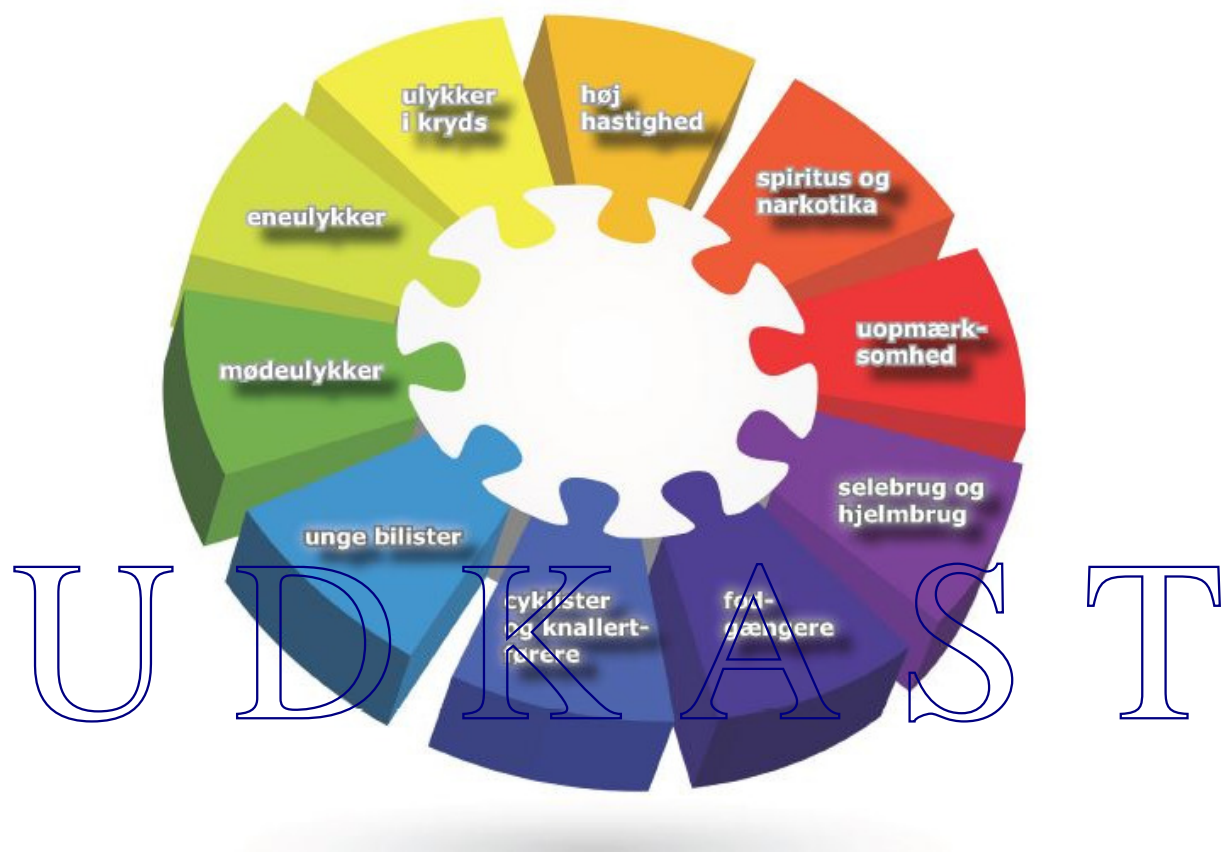 ulykker
i kryds
høj
hastighed
spiritus og
narkotika
uopmærk-
somhed
selebrug og
hjelmbrug
fod-
gængere
cyklister
og knallert-
førere
unge bilister
mødeulykker
eneulykker
UDKAST